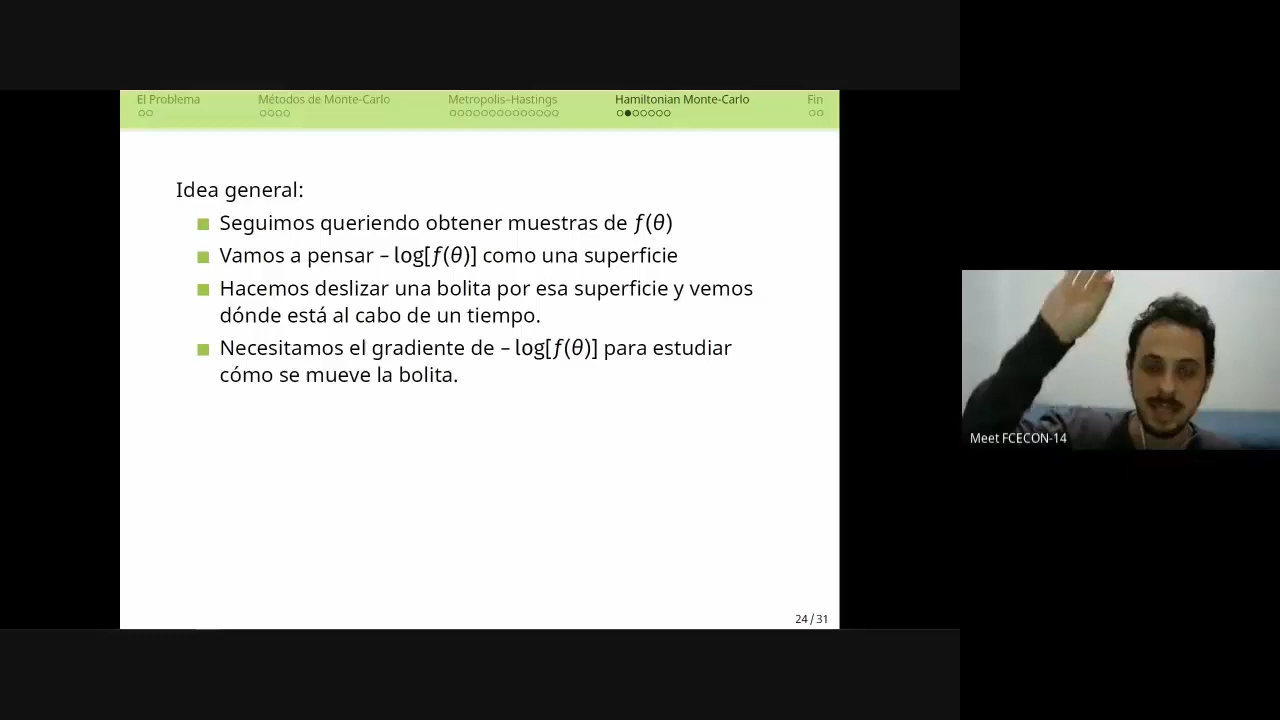 El Problema Métodos de Monte-Carlo Metropolis–Hastings Hamiltonian Monte-Carlo Fin
Idea general:
Seguimos queriendo obtener muestras de f(θ)
Vamos a pensar – log[f(θ)] como una superficie
Hacemos deslizar una bolita por esa superficie y vemos
dónde está al cabo de un tiempo.
Necesitamos el gradiente de – log[f(θ)] para estudiar
cómo se mueve la bolita.
Meet FCECON-14
24 / 31